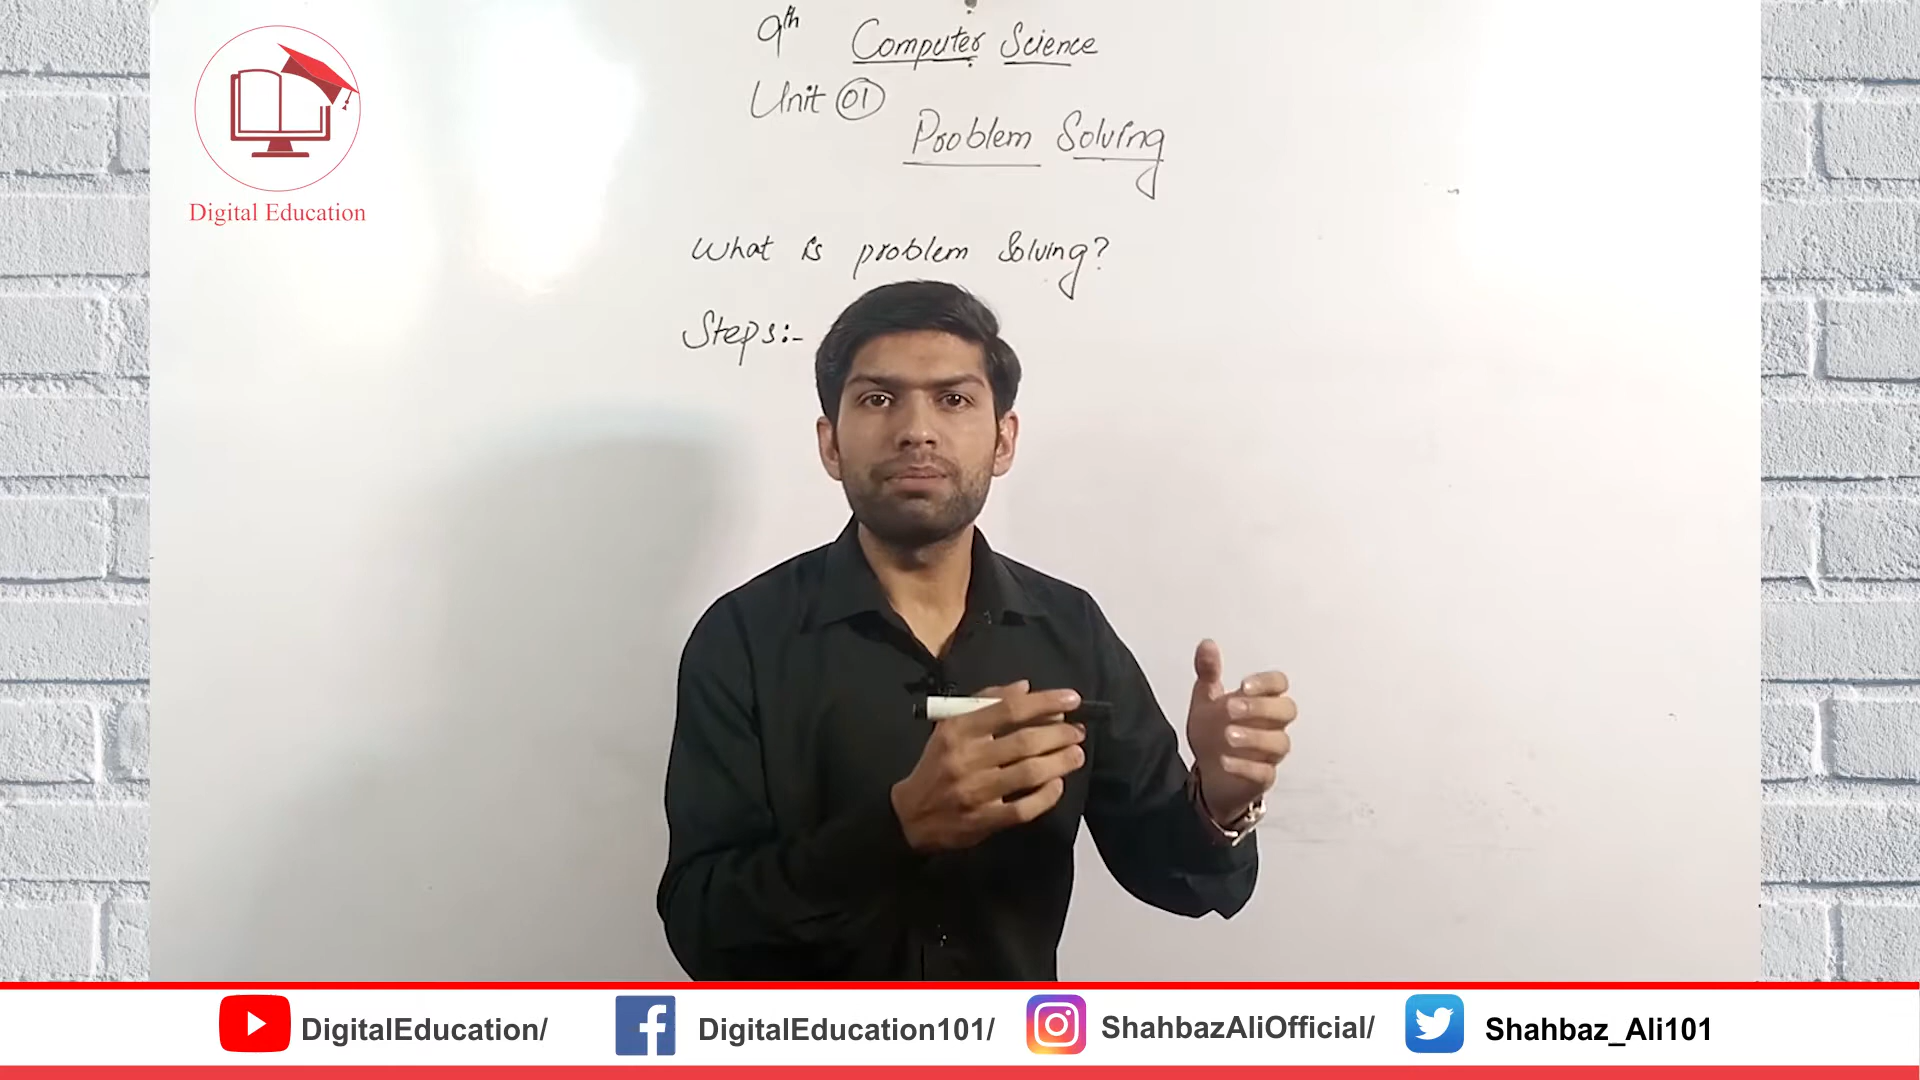 9th Computer Science
Unit 01
Problem Solving
What is problem Solving?
Steps:-
Digital Education
DigitalEducation/
DigitalEducation101/
ShahbazAliOfficial/
Shahbaz_Ali101